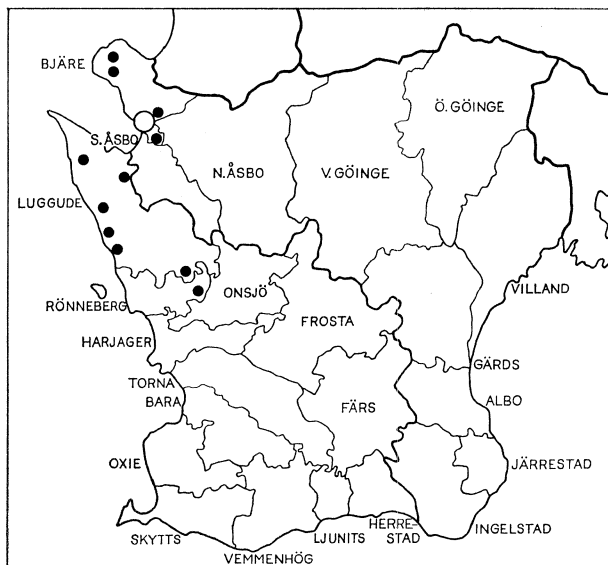 BJÄRE
Ö. GÖINGE
S. ÅSBO
N. ÅSBO
V. GÖINGE
LUGGUDE
VILLAND
RÖNNEBERG
ONSJÖ
FROSTA
HARJAGER
GÄRDS
TORNA
BARA
ALBO
FÄRS
OXIE
JÄRRESTAD
SKYTTS
VEMMENHÖG
LJUNITS
HERRE-
STAD
INGELSTAD